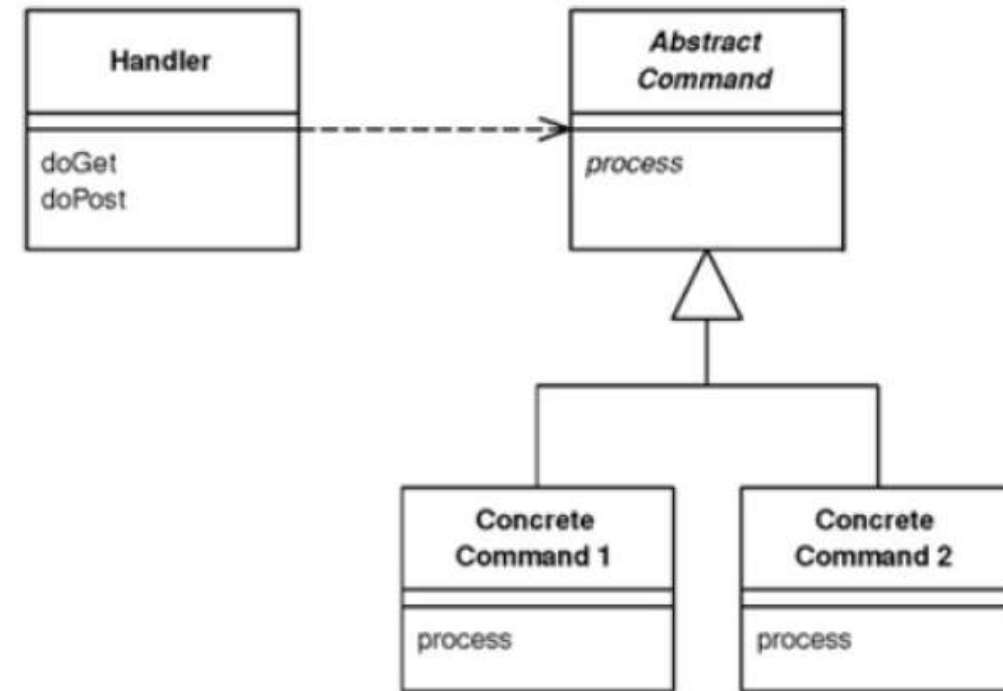 Handler
doGet
doPost
Abstract
Command
process
Concrete
Command 1
process
Concrete
Command 2
process